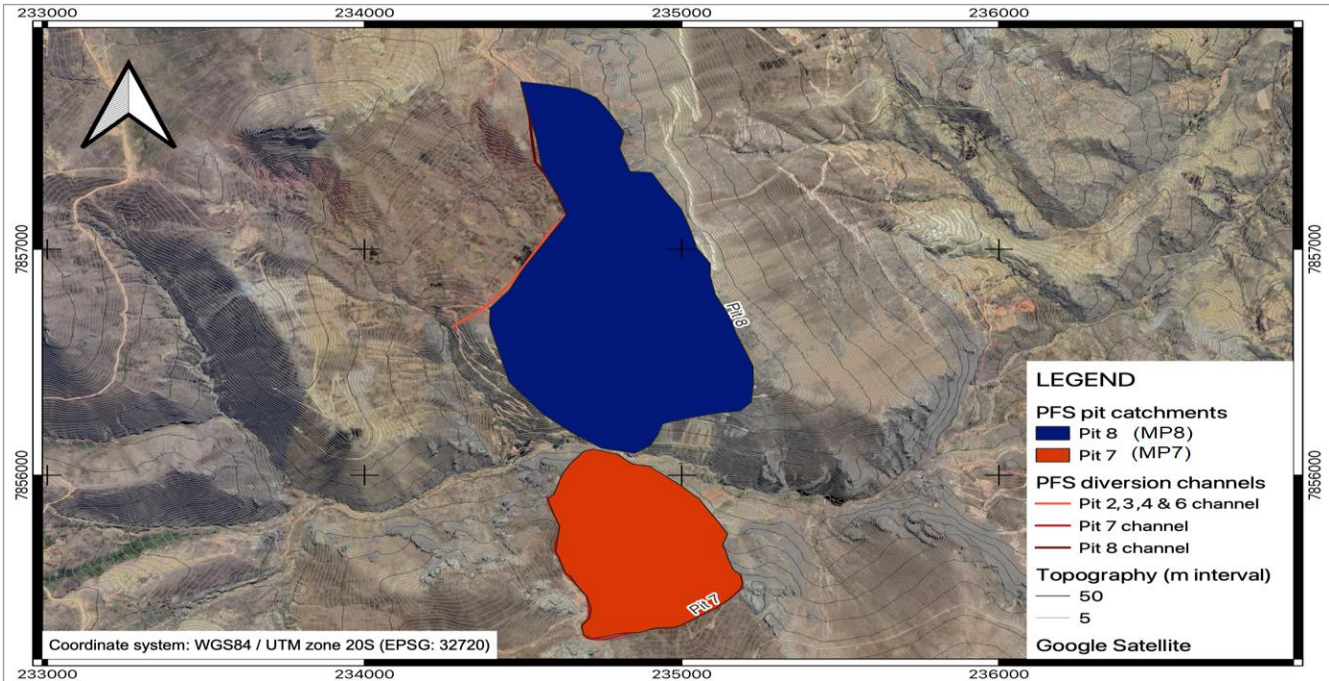 233000 234000 235000 236000
7857000 7857000
Pit 8
LEGEND
PFS pit catchments
Pit 8 (MP8)
Pit 7 (MP7)
PFS diversion channels
Pit 2,3,4 & 6 channel
Pit 7 channel
Pit 8 channel
Topography (m interval)
50
5
Google Satellite
7856000 7856000
Pit 7
Coordinate system: WGS84 / UTM zone 20S (EPSG: 32720)
233000 234000 235000 236000